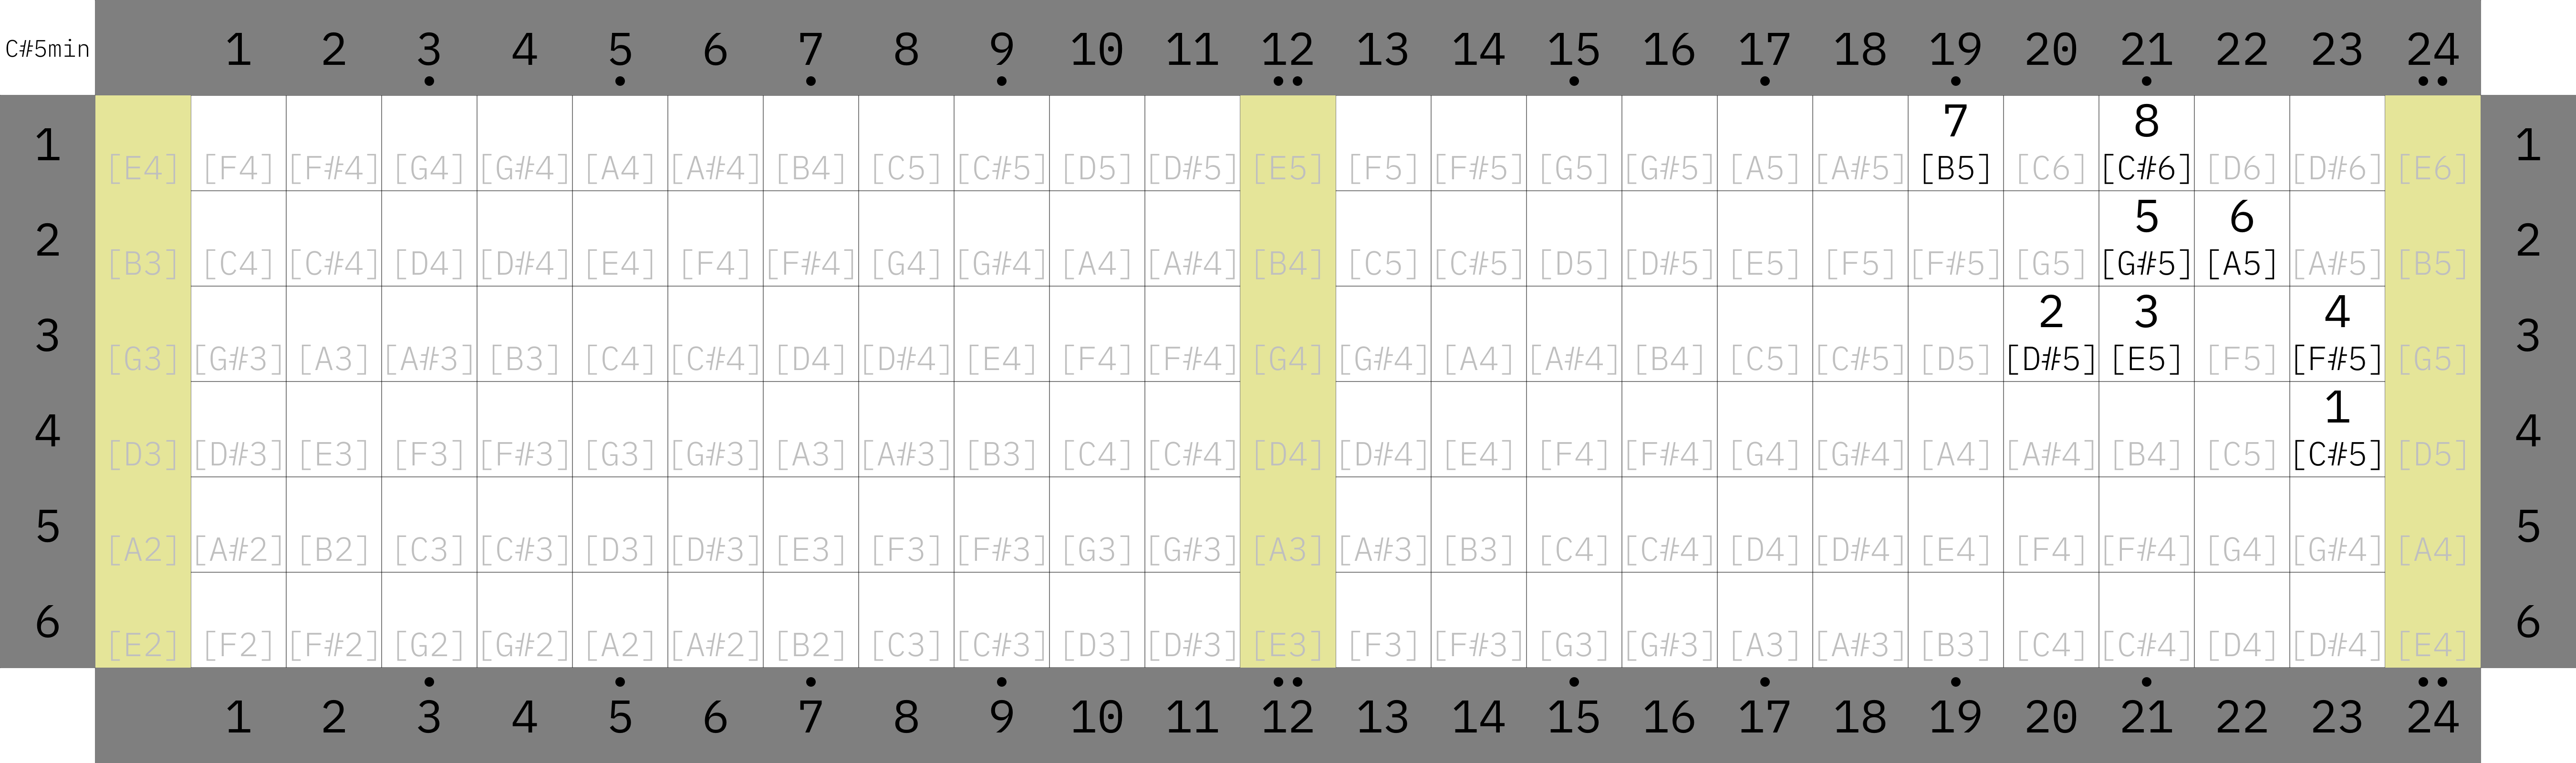 C#5min 1 2 3 4 5 6 7 8 9 10 11 12 13 14 15 16 17 18 19 20 21 22 23 24
7 8
1 [E4] [F4] [F#4] [G4] [G#4] [A4] [A#4] [B4] [C5] [C#5] [D5] [D#5] [E5] [F5] [F#5] [G5] [G#5] [A5] [A#5] [B5] [C6] [C#6] [D6] [D#6] [E6] 1
5 6
2 [B3] [C4] [C#4] [D4] [D#4] [E4] [F4] [F#4] [G4] [G#4] [A4] [A#4] [B4] [C5] [C#5] [D5] [D#5] [E5] [F5] [F#5] [G5] [G#5] [A5] [A#5] [B5] 2
2 3 4
3 [G3] [G#3] [A3] [A#3] [B3] [C4] [C#4] [D4] [D#4] [E4] [F4] [F#4] [G4] [G#4] [A4] [A#4] [B4] [C5] [C#5] [D5] [D#5] [E5] [F5] [F#5] [G5] 3
1
4 [D3] [D#3] [E3] [F3] [F#3] [G3] [G#3] [A3] [A#3] [B3] [C4] [C#4] [D4] [D#4] [E4] [F4] [F#4] [G4] [G#4] [A4] [A#4] [B4] [C5] [C#5] [D5] 4
5 [A2] [A#2] [B2] [C3] [C#3] [D3] [D#3] [E3] [F3] [F#3] [G3] [G#3] [A3] [A#3] [B3] [C4] [C#4] [D4] [D#4] [E4] [F4] [F#4] [G4] [G#4] [A4] 5
6 [E2] [F2] [F#2] [G2] [G#2] [A2] [A#2] [B2] [C3] [C#3] [D3] [D#3] [E3] [F3] [F#3] [G3] [G#3] [A3] [A#3] [B3] [C4] [C#4] [D4] [D#4] [E4] 6
1 2 3 4 5 6 7 8 9 10 11 12 13 14 15 16 17 18 19 20 21 22 23 24